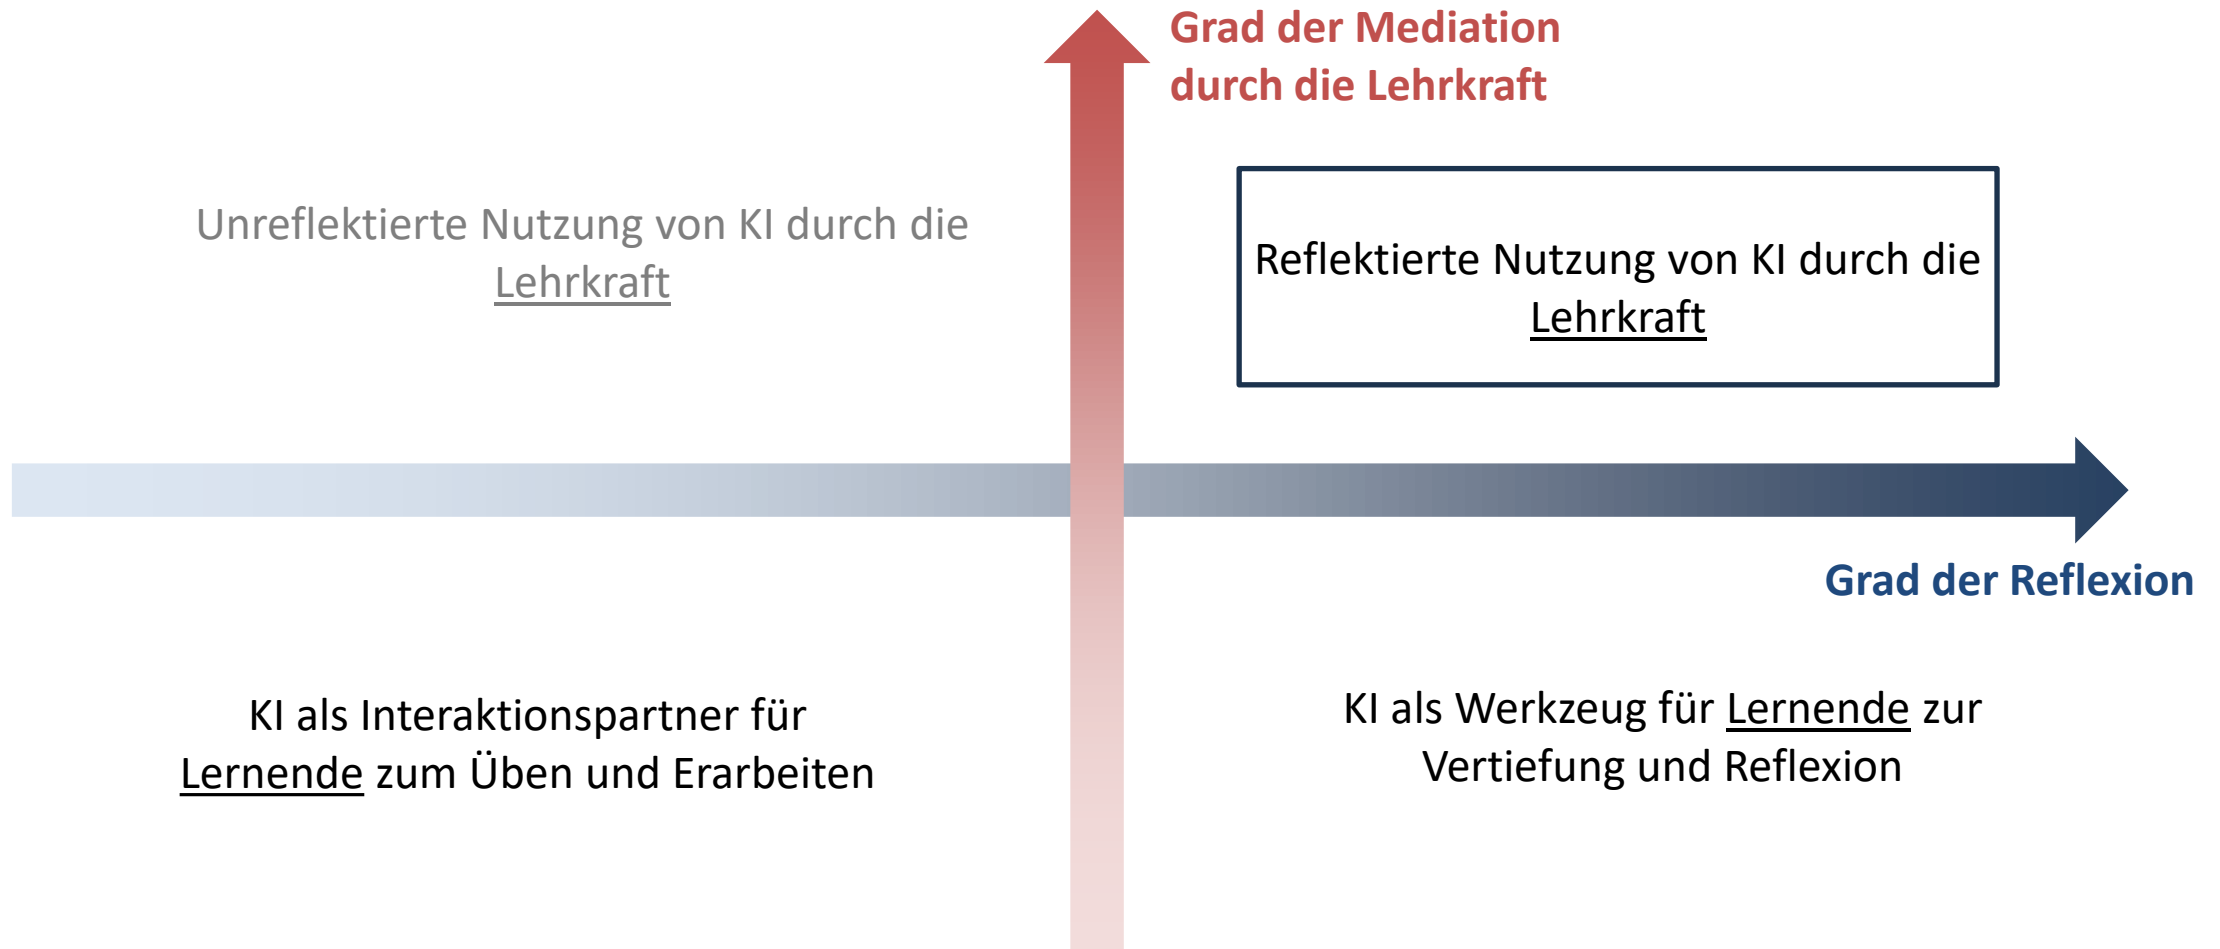 Grad der Mediation
durch die Lehrkraft
Unreflektierte Nutzung von KI durch die
Lehrkraft
Reflektierte Nutzung von KI durch die
Lehrkraft
Grad der Reflexion
KI als Interaktionspartner für
Lernende zum Üben und Erarbeiten
KI als Werkzeug für Lernende zur
Vertiefung und Reflexion